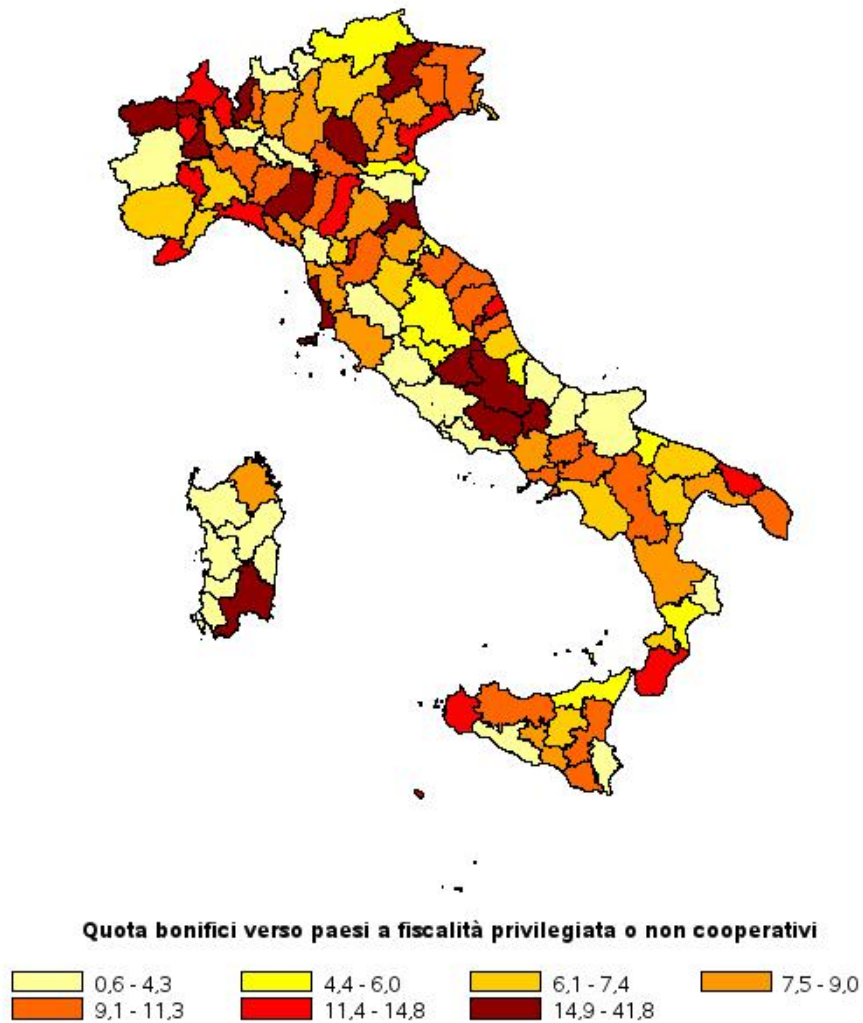 Quota bonifici verso paesi a fiscalità privilegiata o non cooperativi
0,6 - 4,3 4,4 - 6,0 6,1 - 7,4 7,5 - 9,0
9,1 - 11,3 11,4 - 14,8 14,9 - 41,8